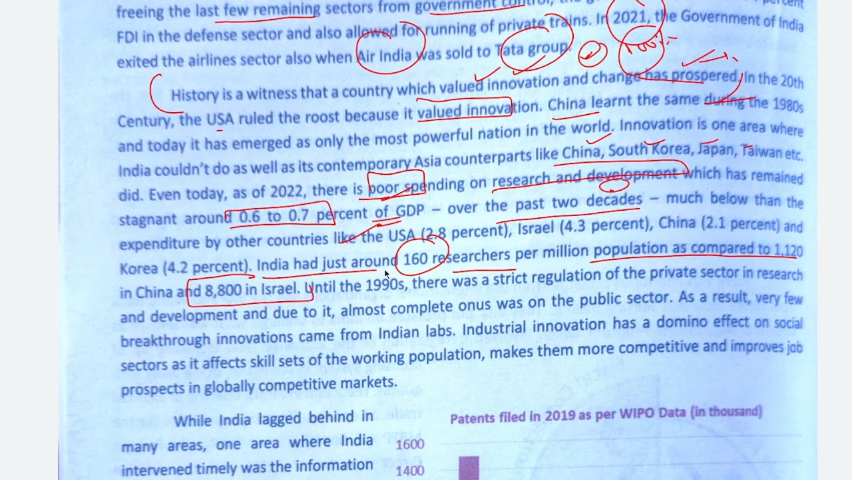 freeing the last few remaining sectors from government control, the
FDI in the defense sector and also allowed for running of private trains. In 2021, the Government of India
exited the airlines sector also when Air India was sold to Tata group.
100%
History is a witness that a country which valued innovation and change has prospered. In the 20th
Century, the USA ruled the roost because it valued innovation. China learnt the same during the 1980s
and today it has emerged as only the most powerful nation in the world. Innovation is one area where
India couldn't do as well as its contemporary Asia counterparts like China, South Korea, Japan, Taiwan etc.
did. Even today, as of 2022, there is poor spending on research and development which has remained
stagnant around 0.6 to 0.7 percent of GDP – over the past two decades – much below than the
expenditure by other countries like the USA (2.8 percent), Israel (4.3 percent), China (2.1 percent) and
Korea (4.2 percent). India had just around 160 researchers per million population as compared to 1,120
in China and 8,800 in Israel. Until the 1990s, there was a strict regulation of the private sector in research
and development and due to it, almost complete onus was on the public sector. As a result, very few
breakthrough innovations came from Indian labs. Industrial innovation has a domino effect on social
sectors as it affects skill sets of the working population, makes them more competitive and improves job
prospects in globally competitive markets.
While India lagged behind in
many areas, one area where India
intervened timely was the information
Patents filed in 2019 as per WIPO Data (in thousand)
1600
1400